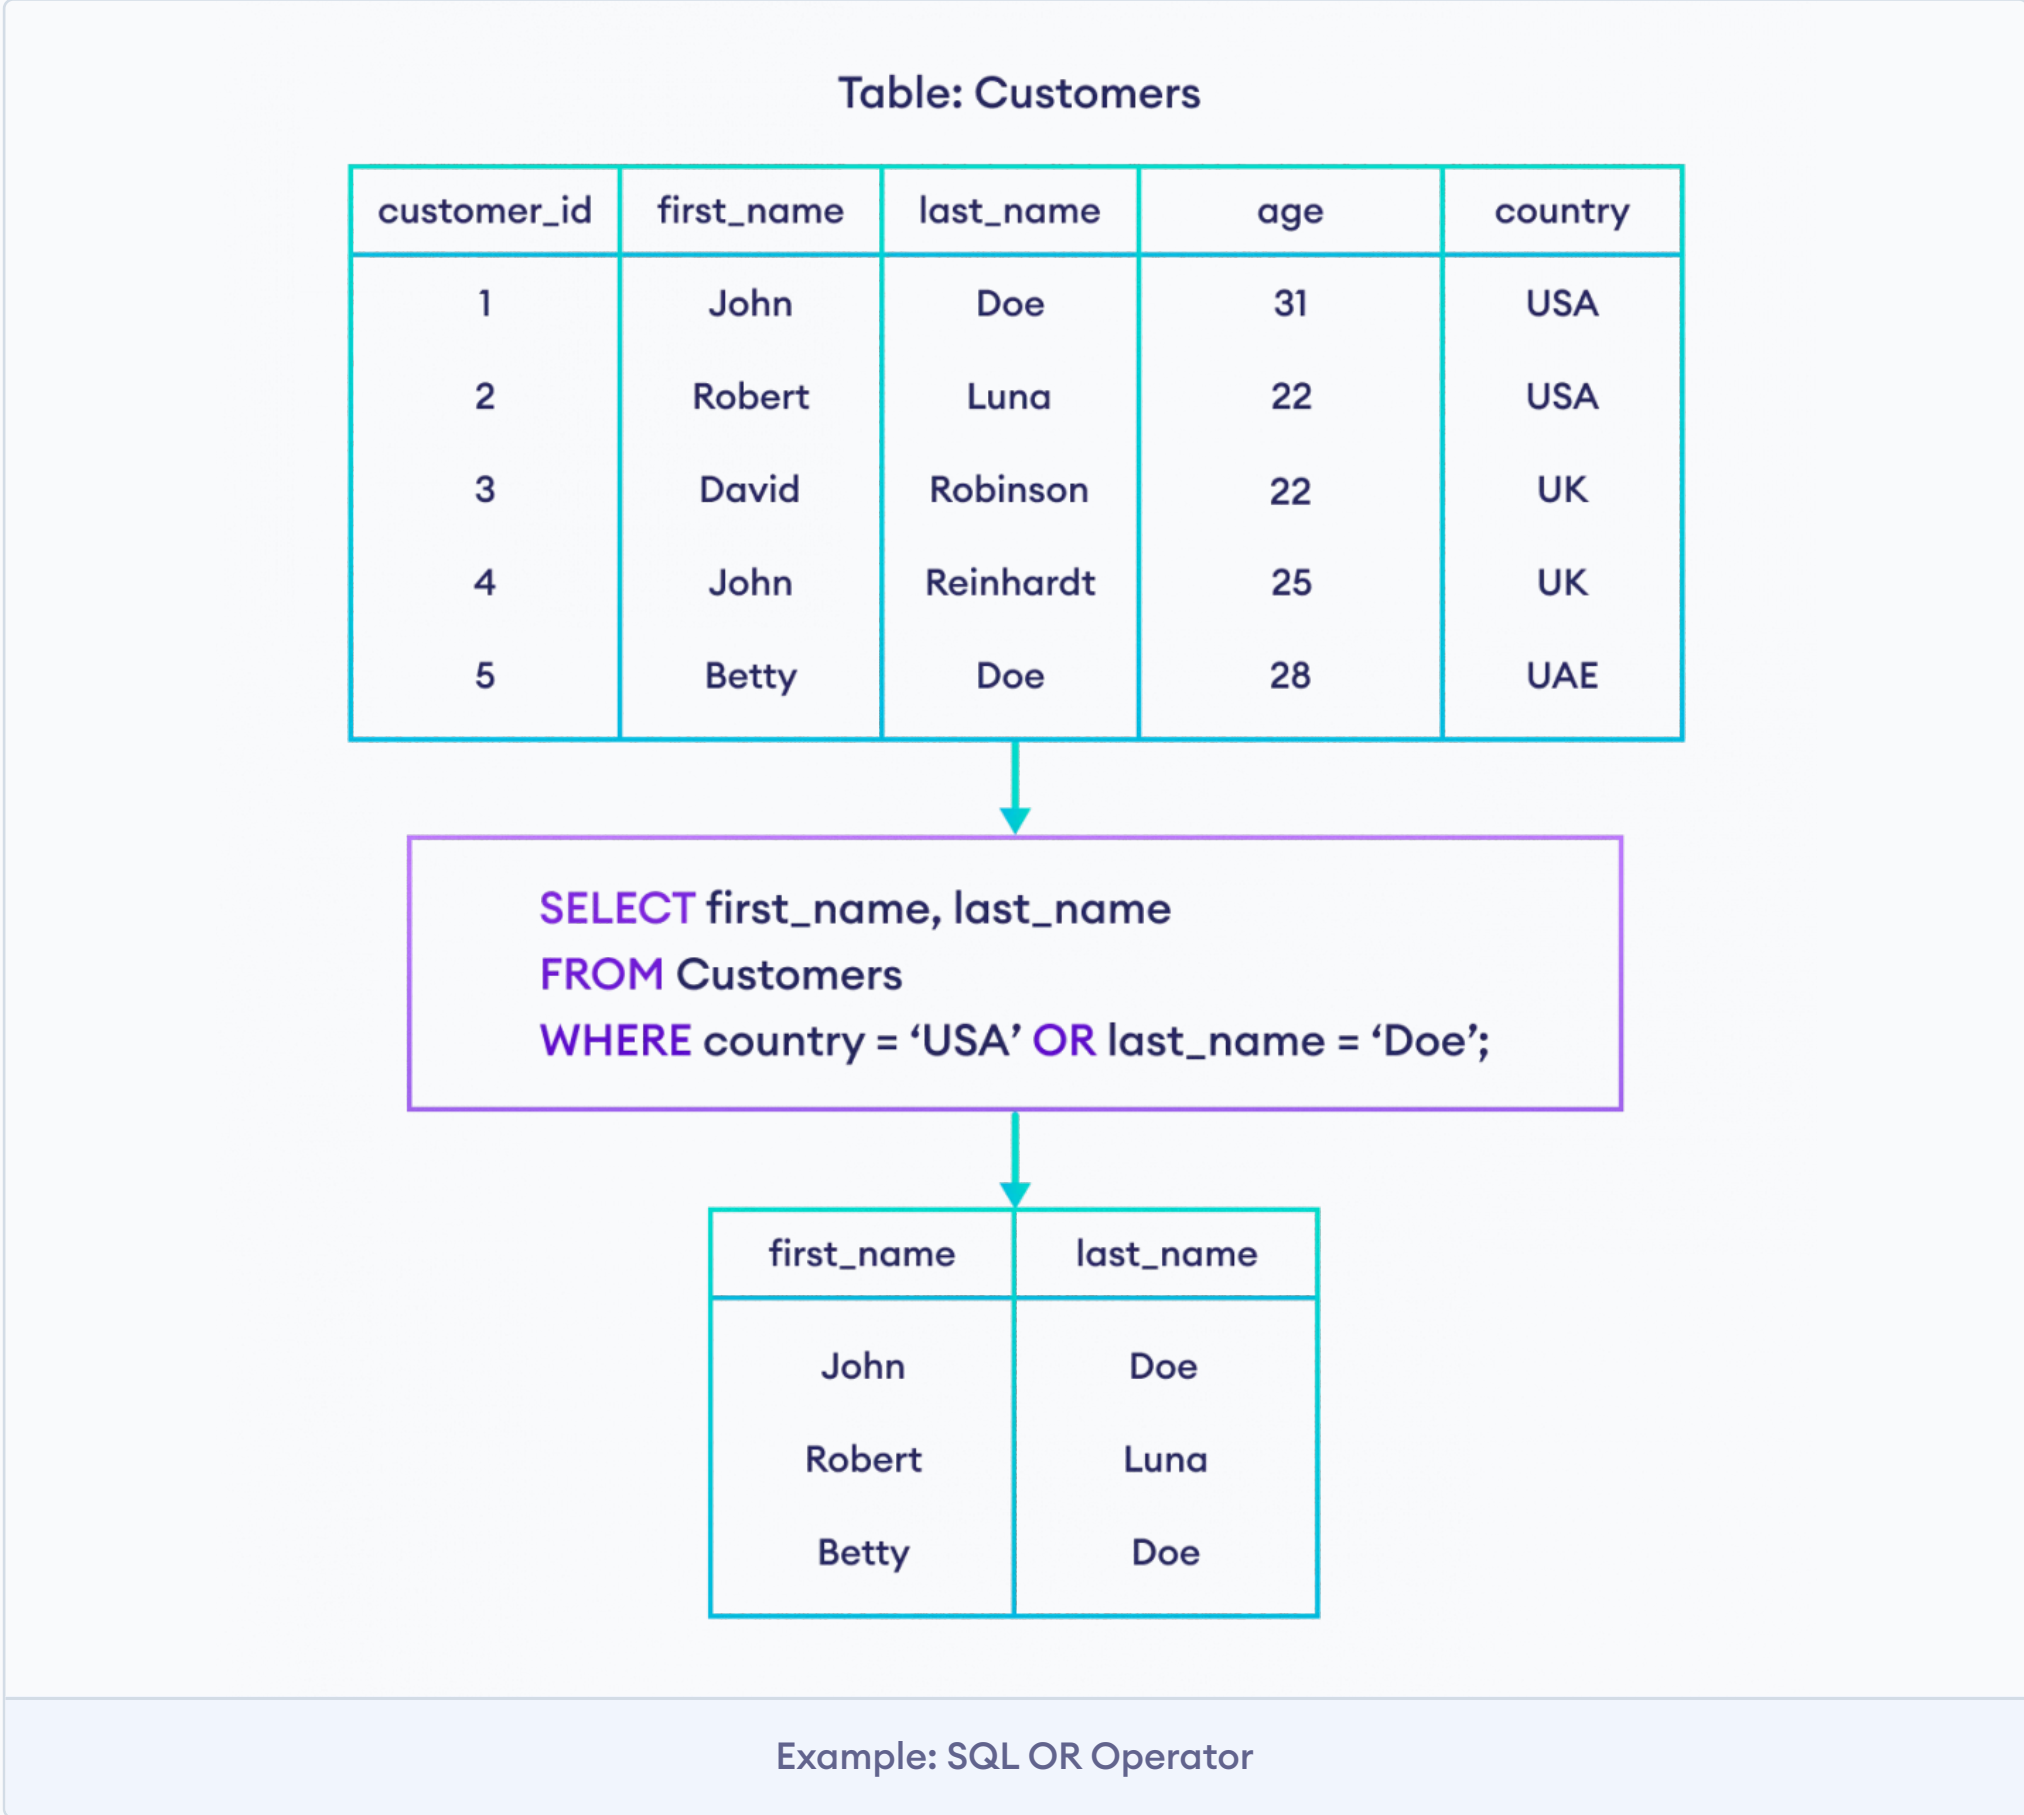 Table: Customers
customer_id first_name last_name age country
1 John Doe 31 USA
2 Robert Luna 22 USA
3 David Robinson 22 UK
4 John Reinhardt 25 UK
5 Betty Doe 28 UAE
SELECT first_name, last_name
FROM Customers
WHERE country = ‘USA’ OR last_name = ‘Doe’;
first_name last_name
John Doe
Robert Luna
Betty Doe
Example: SQL OR Operator